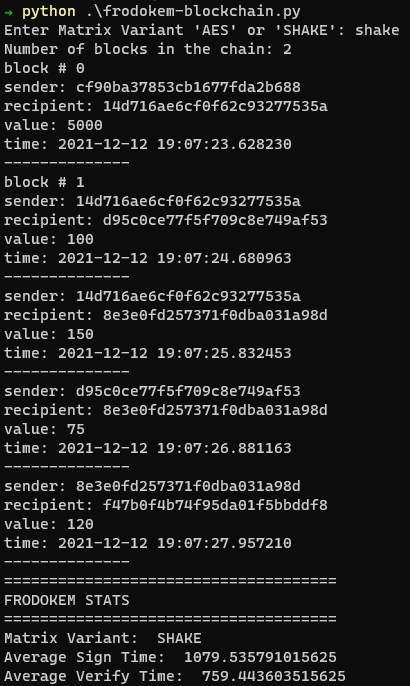 → python .\frodokem-blockchain.py
Enter Matrix Variant 'AES' or 'SHAKE': shake
Number of blocks in the chain: 2
block # 0
sender: cf90ba37853cb1677fda2b688
recipient: 14d716ae6cf0f62c93277535a
value: 5000
time: 2021-12-12 19:07:23.628230
--------------
block # 1
sender: 14d716ae6cf0f62c93277535a
recipient: d95c0ce77f5f709c8e749af53
value: 100
time: 2021-12-12 19:07:24.680963
--------------
sender: 14d716ae6cf0f62c93277535a
recipient: 8e3e0fd257371f0dba031a98d
value: 150
time: 2021-12-12 19:07:25.832453
--------------
sender: d95c0ce77f5f709c8e749af53
recipient: 8e3e0fd257371f0dba031a98d
value: 75
time: 2021-12-12 19:07:26.881163
--------------
sender: 8e3e0fd257371f0dba031a98d
recipient: f47b0f4b74f95da01f5bbddf8
value: 120
time: 2021-12-12 19:07:27.957210
--------------
=====================================
FRODOKEM STATS
=====================================
Matrix Variant:  SHAKE
Average Sign Time:  1079.535791015625
Average Verify Time:  759.443603515625